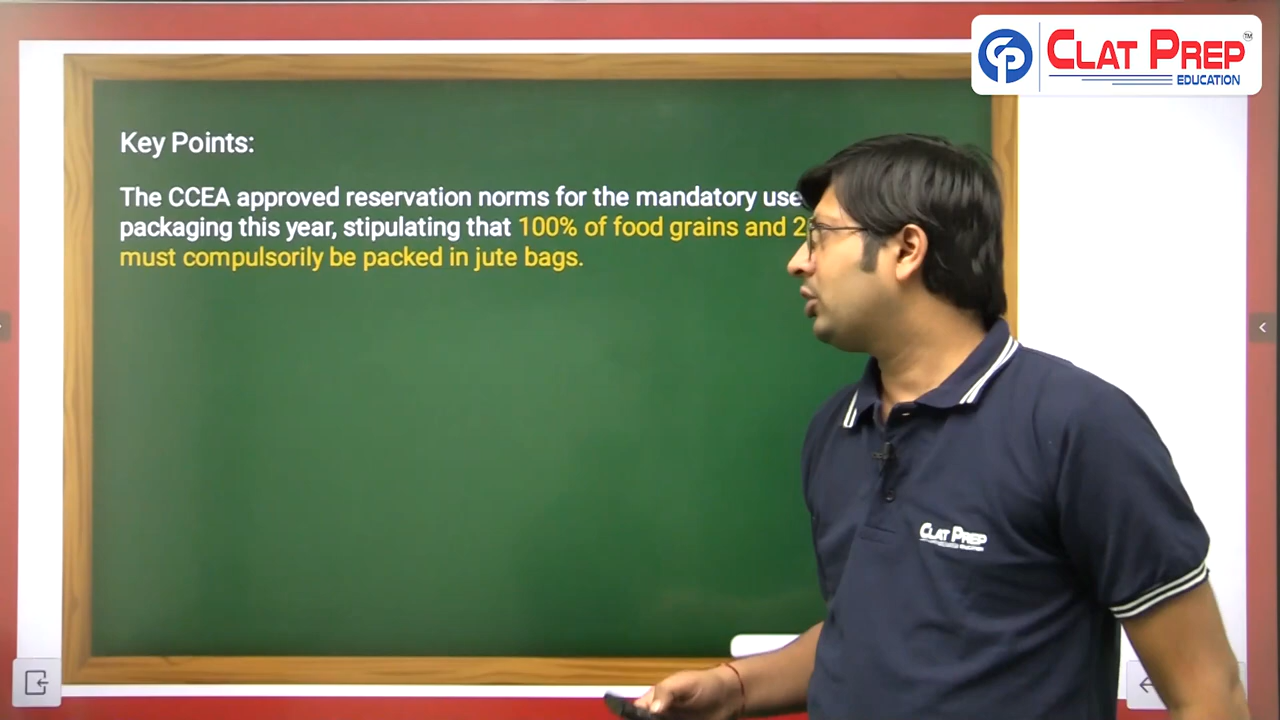 CLAT PREP
EDUCATION
Key Points:
The CCEA approved reservation norms for the mandatory use
packaging this year, stipulating that 100% of food grains and
must compulsorily be packed in jute bags.
CLAT PREP